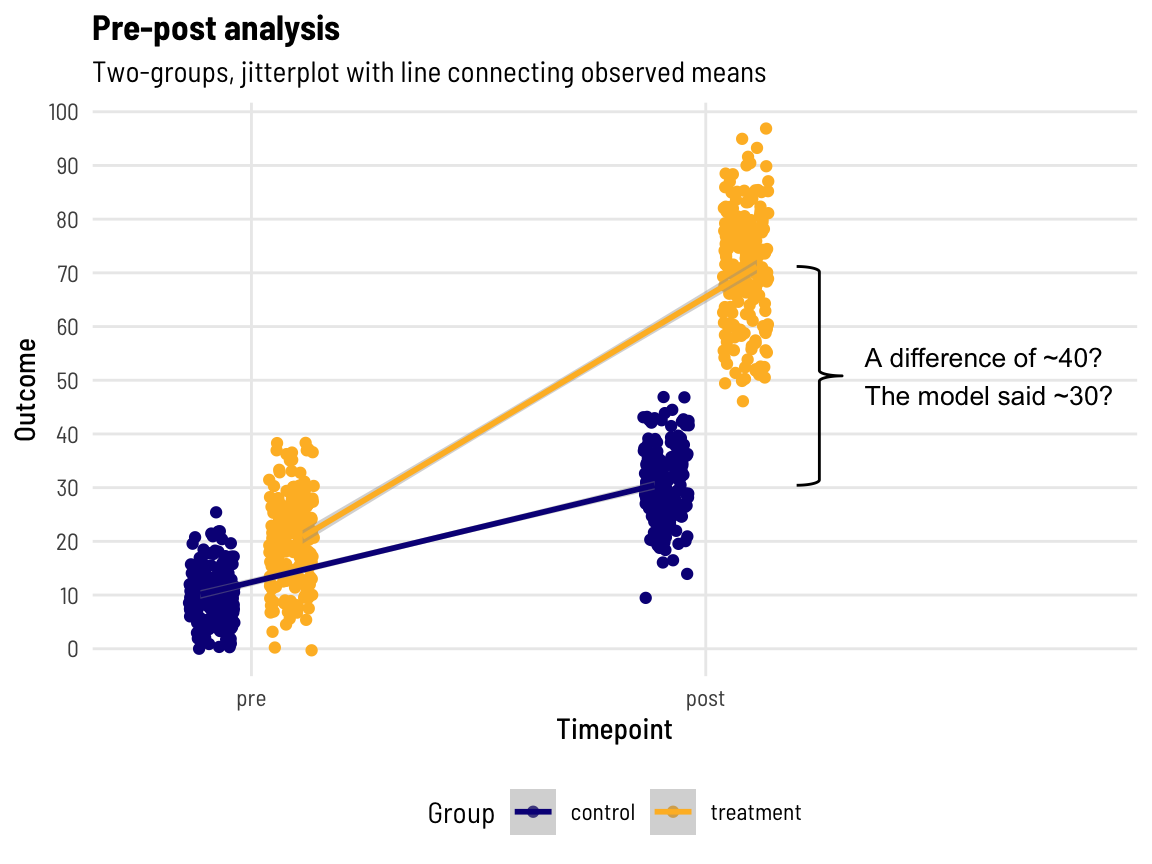 Pre-post analysis
Two-groups, jitterplot with line connecting observed means
100
90
80
70
60
50
40
30
20
10
0
Outcome
A difference of ~40?
The model said ~30?
pre
post
Timepoint
Group
control
treatment